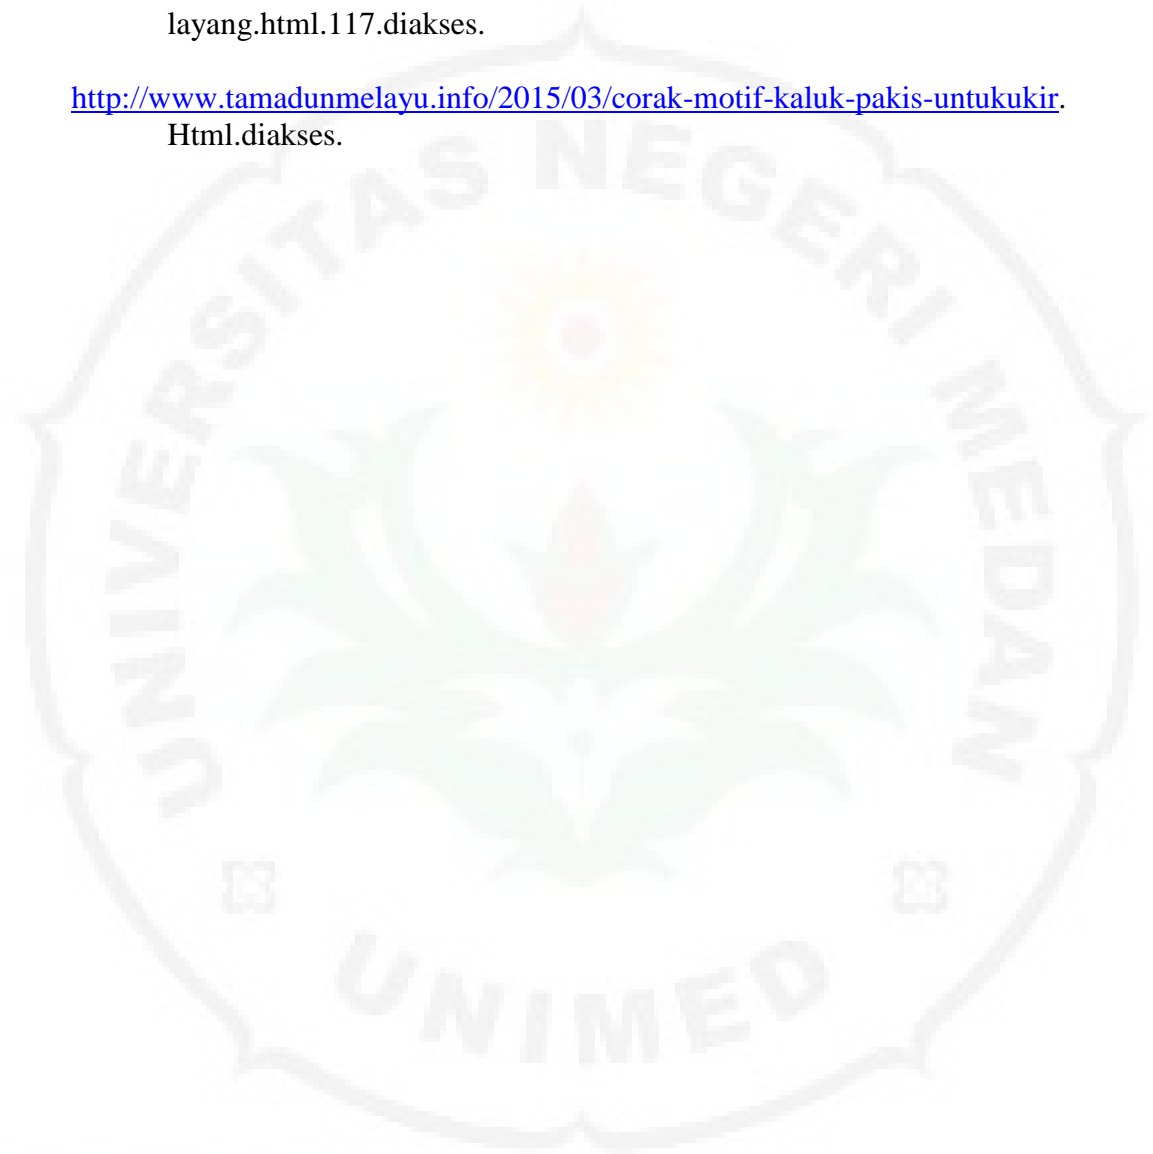 layang.html.117.diakses.
http://www.tamadunmelayu.info/2015/03/corak-motif-kaluk-pakis-untukukir.
Html.diakses.
UNIVERSITAS NEGERI MEDAN
UNIMED